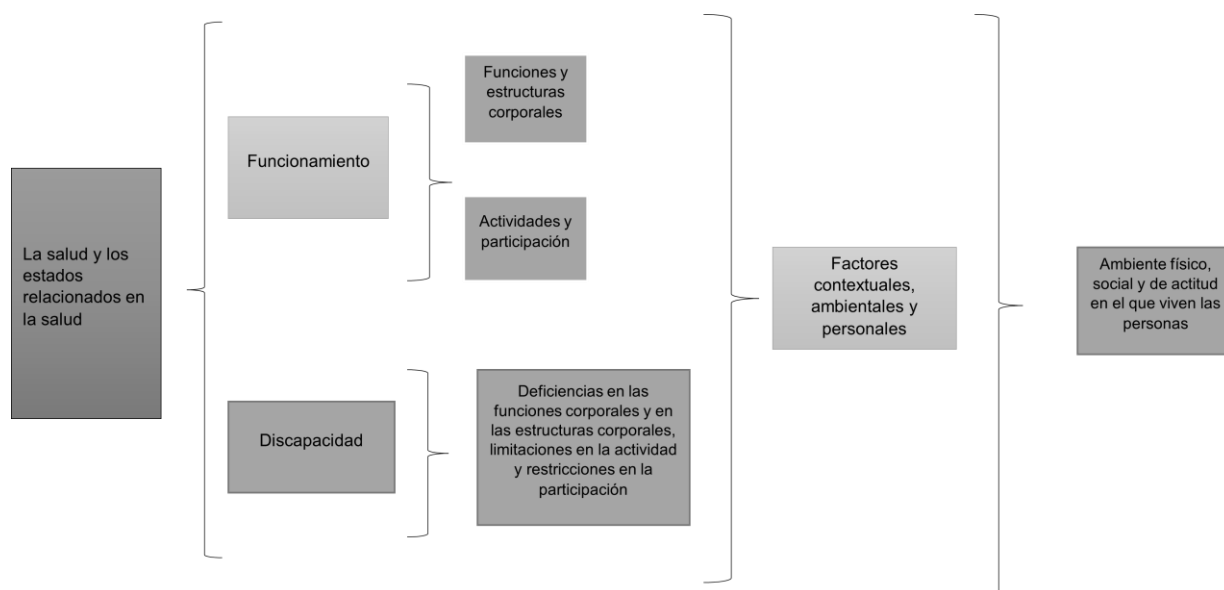 La salud y los
estados
relacionados en
la salud
Funcionamiento
Funciones y
estructuras
corporales
Actividades y
participación
Discapacidad
Deficiencias en las
funciones corporales y en
las estructuras corporales,
limitaciones en la actividad
y restricciones en la
participación
Factores
contextuales,
ambientales y
personales
Ambiente físico,
social y de actitud
en el que viven las
personas